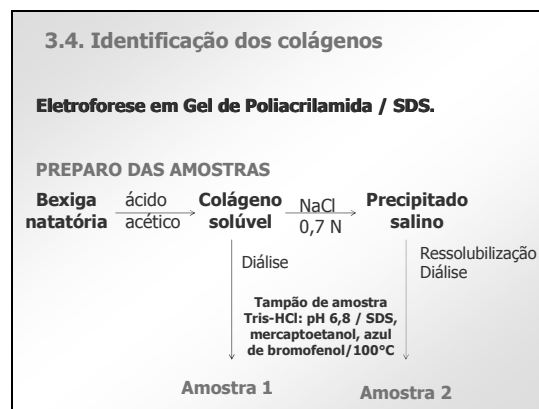 3.4. Identificação dos colágenos
Eletroforese em Gel de Poliacrilamida / SDS.
PREPARO DAS AMOSTRAS
Bexiga natatória
ácido acético
Colágeno solúvel
NaCl 0,7 N
Precipitado salino
Diálise
Ressolubilização
Diálise
Tampão de amostra
Tris-HCl: pH 6,8 / SDS,
mercaptoetanol, azul
de bromofenol/100°C
Amostra 1
Amostra 2